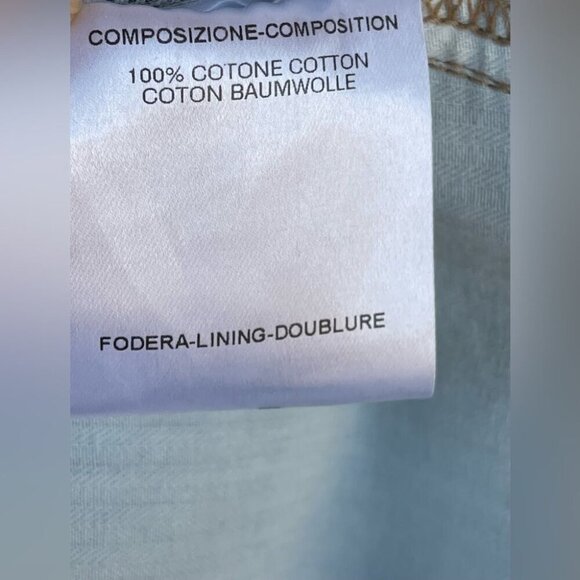 COMPOSIZIONE-COMPOSITION
100% COTONE COTTON
COTON BAUMWOLLE
FODERA-LINING-DOUBLURE